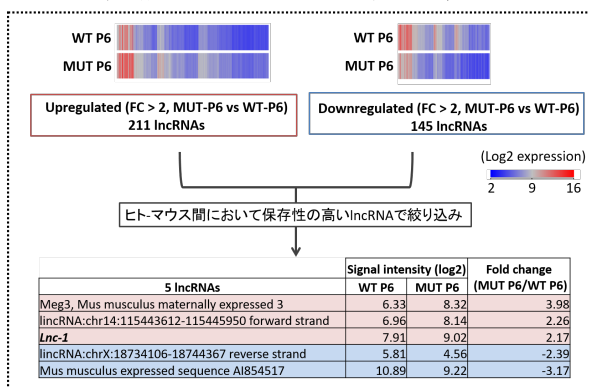 WT P6
MUT P6
WT P6
MUT P6
Upregulated (FC > 2, MUT-P6 vs WT-P6)
211 lncRNAs
Downregulated (FC > 2, MUT-P6 vs WT-P6)
145 lncRNAs
(Log2 expression)
2 9 16
ヒト-マウス間において保存性の高いlncRNAで絞り込み
Signal intensity (log2) Fold change
5 lncRNAs WT P6 MUT P6 (MUT P6/WT P6)
Meg3, Mus musculus maternally expressed 3 6.33 8.32 3.98
lincRNA:chr14:115443612-115445950 forward strand 6.96 8.14 2.26
Lnc-1 7.91 9.02 2.17
lincRNA:chrX:18734106-18744367 reverse strand 5.81 4.56 -2.39
Mus musculus expressed sequence AI854517 10.89 9.22 -3.17